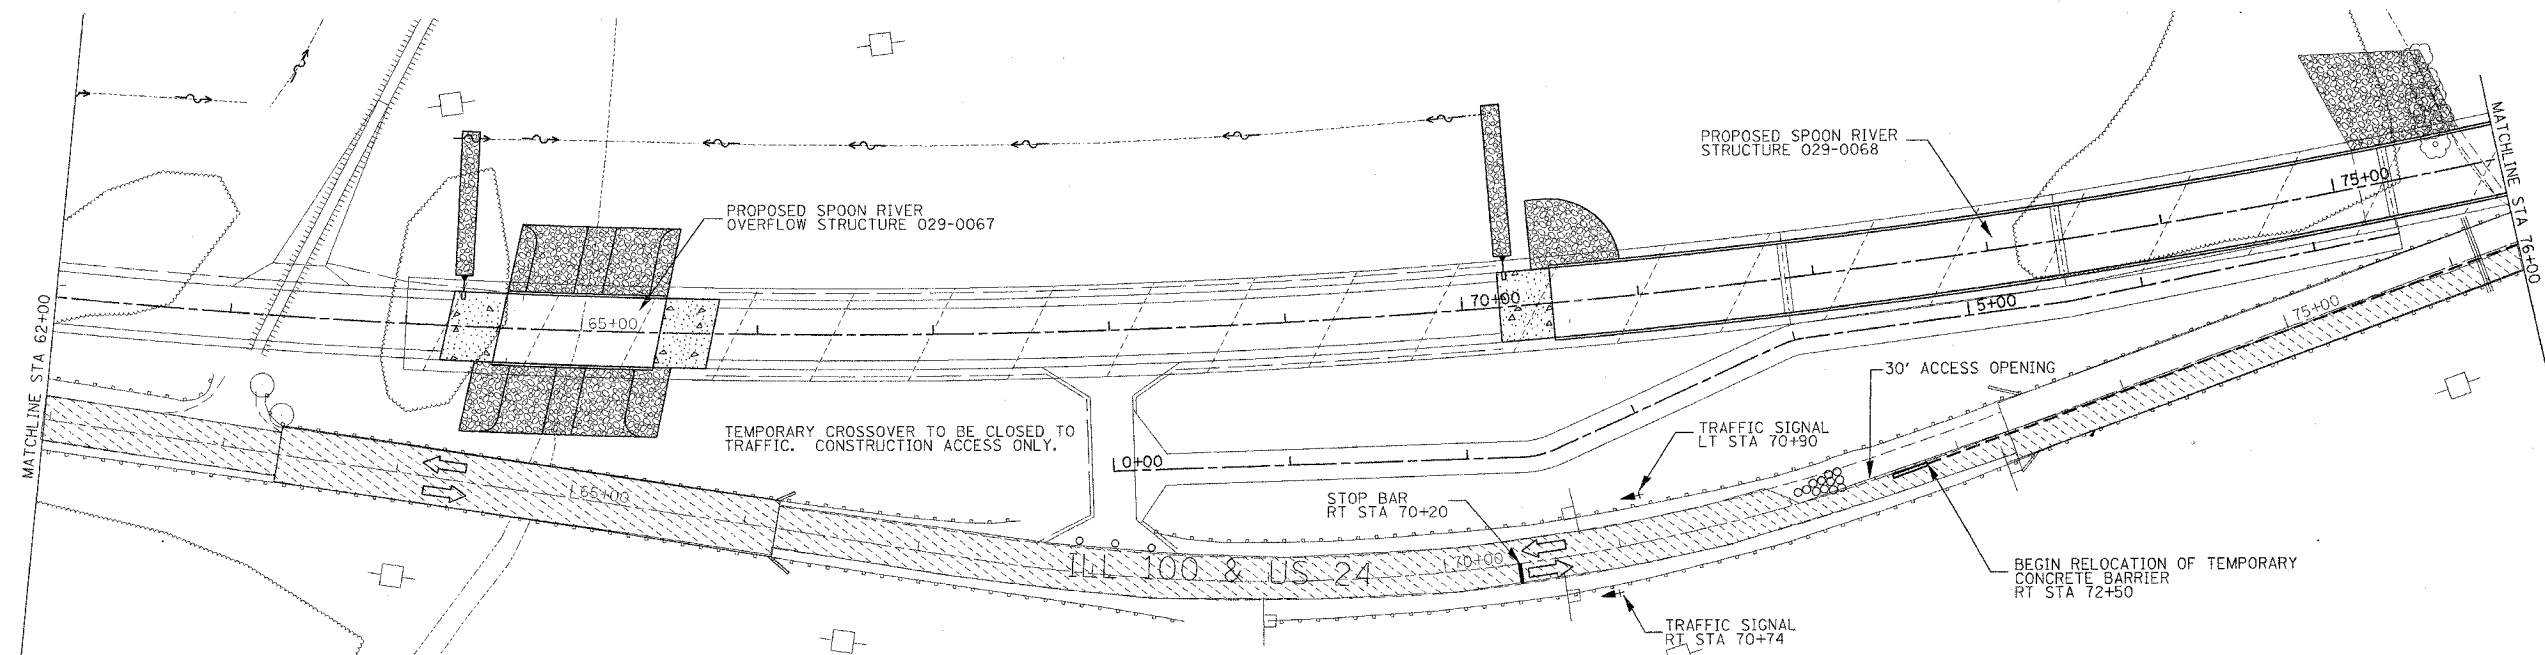 MATCHLINE STA 62+00
PROPOSED SPOON RIVER
OVERFLOW STRUCTURE 029-0067
65+00
70+00
PROPOSED SPOON RIVER
STRUCTURE 029-0068
75+00
MATCHLINE STA 76+00
TEMPORARY CROSSOVER TO BE CLOSED TO
TRAFFIC. CONSTRUCTION ACCESS ONLY.
0+00
5+00
75+00
30' ACCESS OPENING
TRAFFIC SIGNAL
LT STA 70+90
STOP BAR
RT STA 70+20
65+00
ILL 100 & US 24
70+00
BEGIN RELOCATION OF TEMPORARY
CONCRETE BARRIER
RT STA 72+50
TRAFFIC SIGNAL
RT STA 70+74